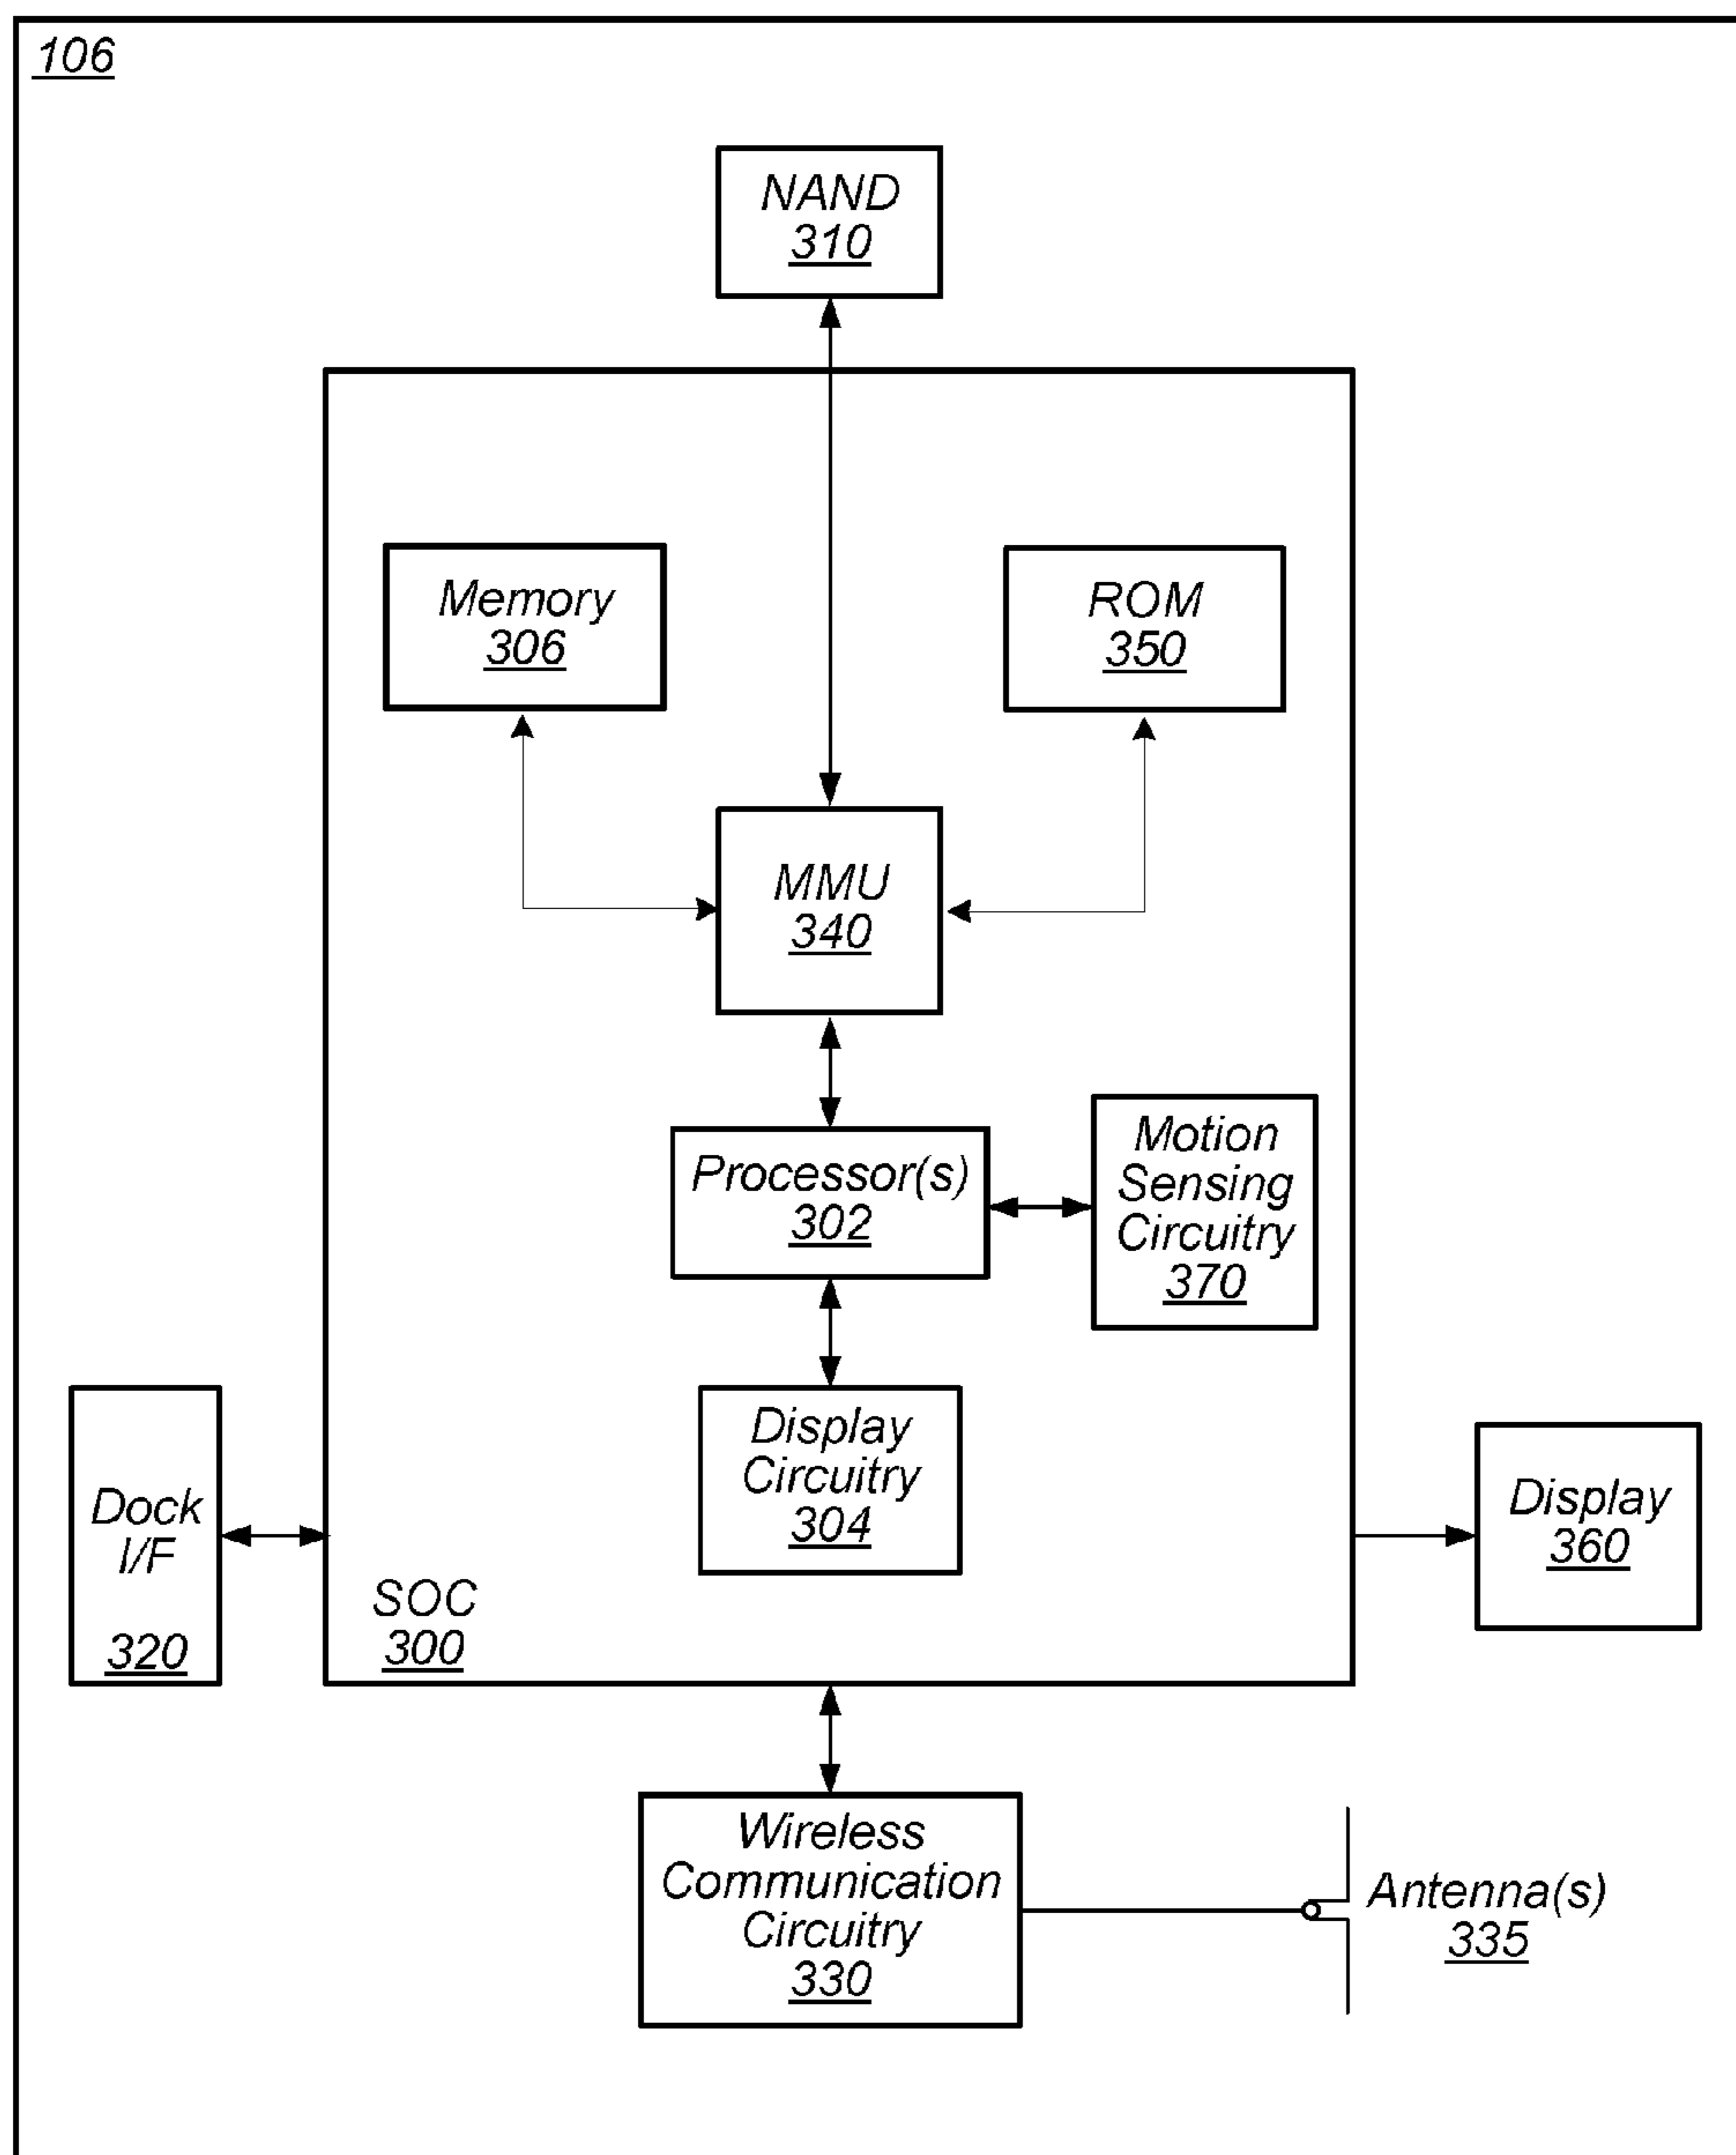 106
NAND
310
Memory
306
ROM
350
MMU
340
Processor(s)
302
Motion
Sensing
Circuitry
370
Display
Circuitry
304
Dock
I/F
320
SOC
300
Display
360
Wireless
Communication
Circuitry
330
Antenna(s)
335